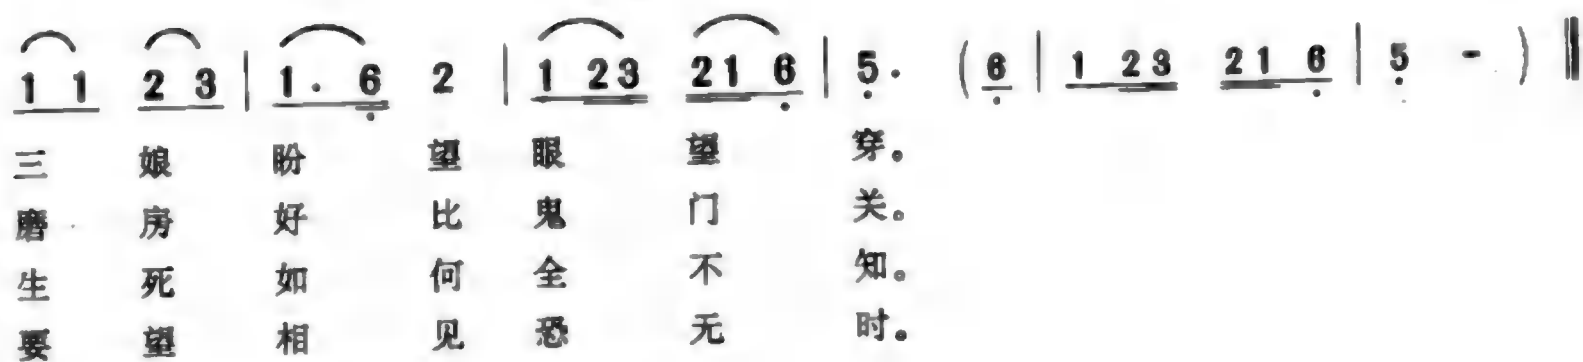 1 1 2 3 | 1. 6 2 | 1 23 21 6 | 5. (6 | 1 23 21 6 | 5 - ) ‖
三 娘 盼 望 眼 望 穿。
磨 房 好 比 鬼 门 关。
生 死 如 何 全 不 知。
要 望 相 见 恐 无 时。